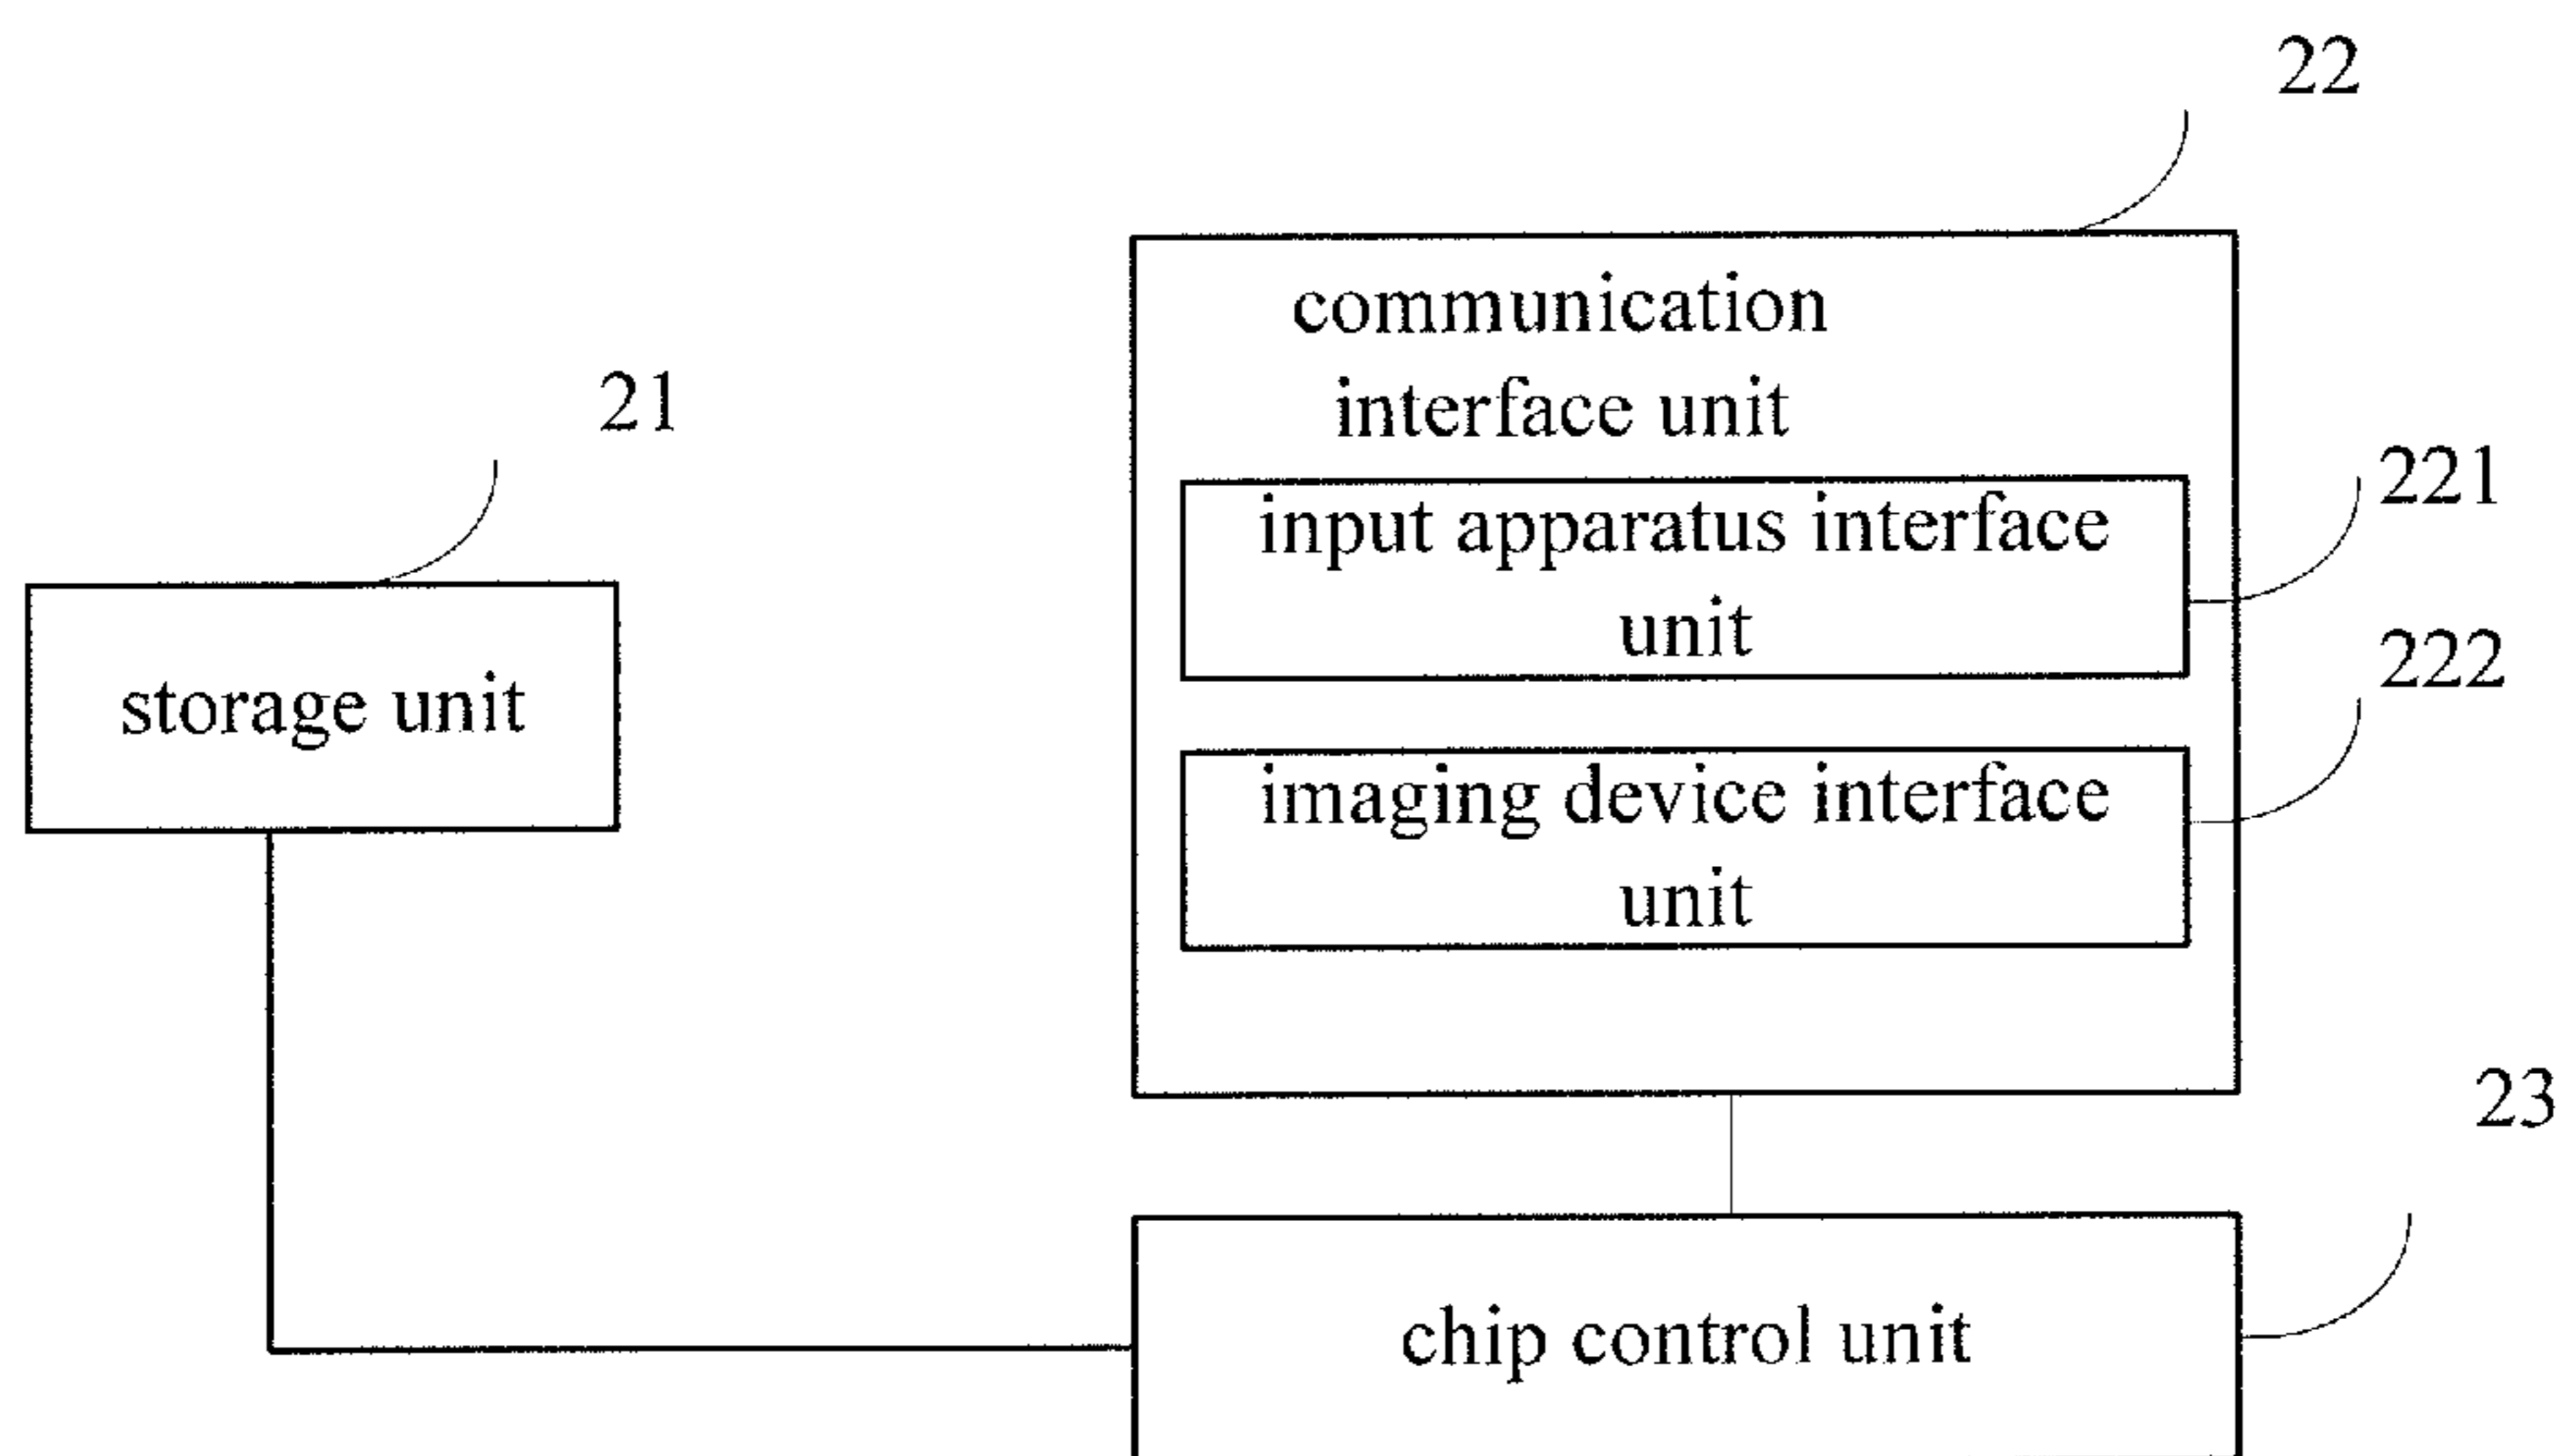 22
communication
interface unit
21
221
input apparatus interface
unit
222
storage unit
imaging device interface
unit
23
chip control unit